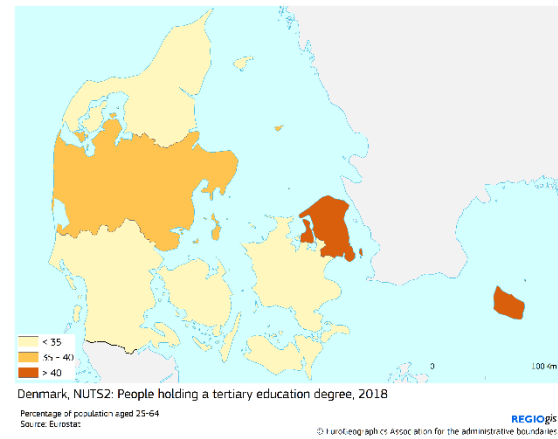 < 35
35 - 40
> 40
0 100 Km
Denmark, NUTS2: People holding a tertiary education degree, 2018
Percentage of population aged 25-64
Source: Eurostat
REGIOgis
© EuroGeographics Association for the administrative boundaries